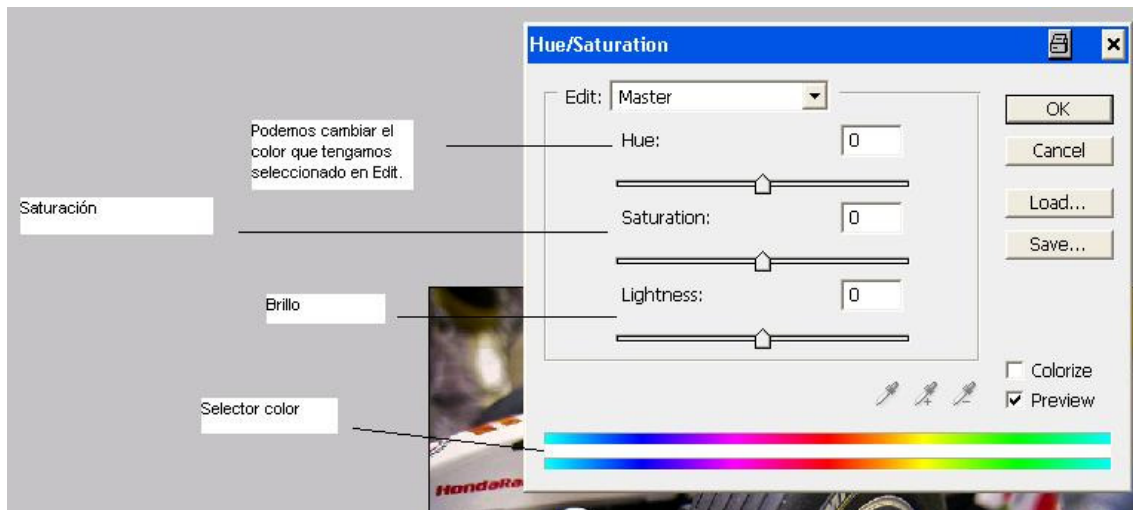 Hue/Saturation
Edit: Master
OK
Podemos cambiar el
color que tengamos
seleccionado en Edit.
Hue: 0
Cancel
Saturación
Load...
Saturation: 0
Save...
Brillo
Lightness: 0
Colorize
Selector color
Preview
HondaRa